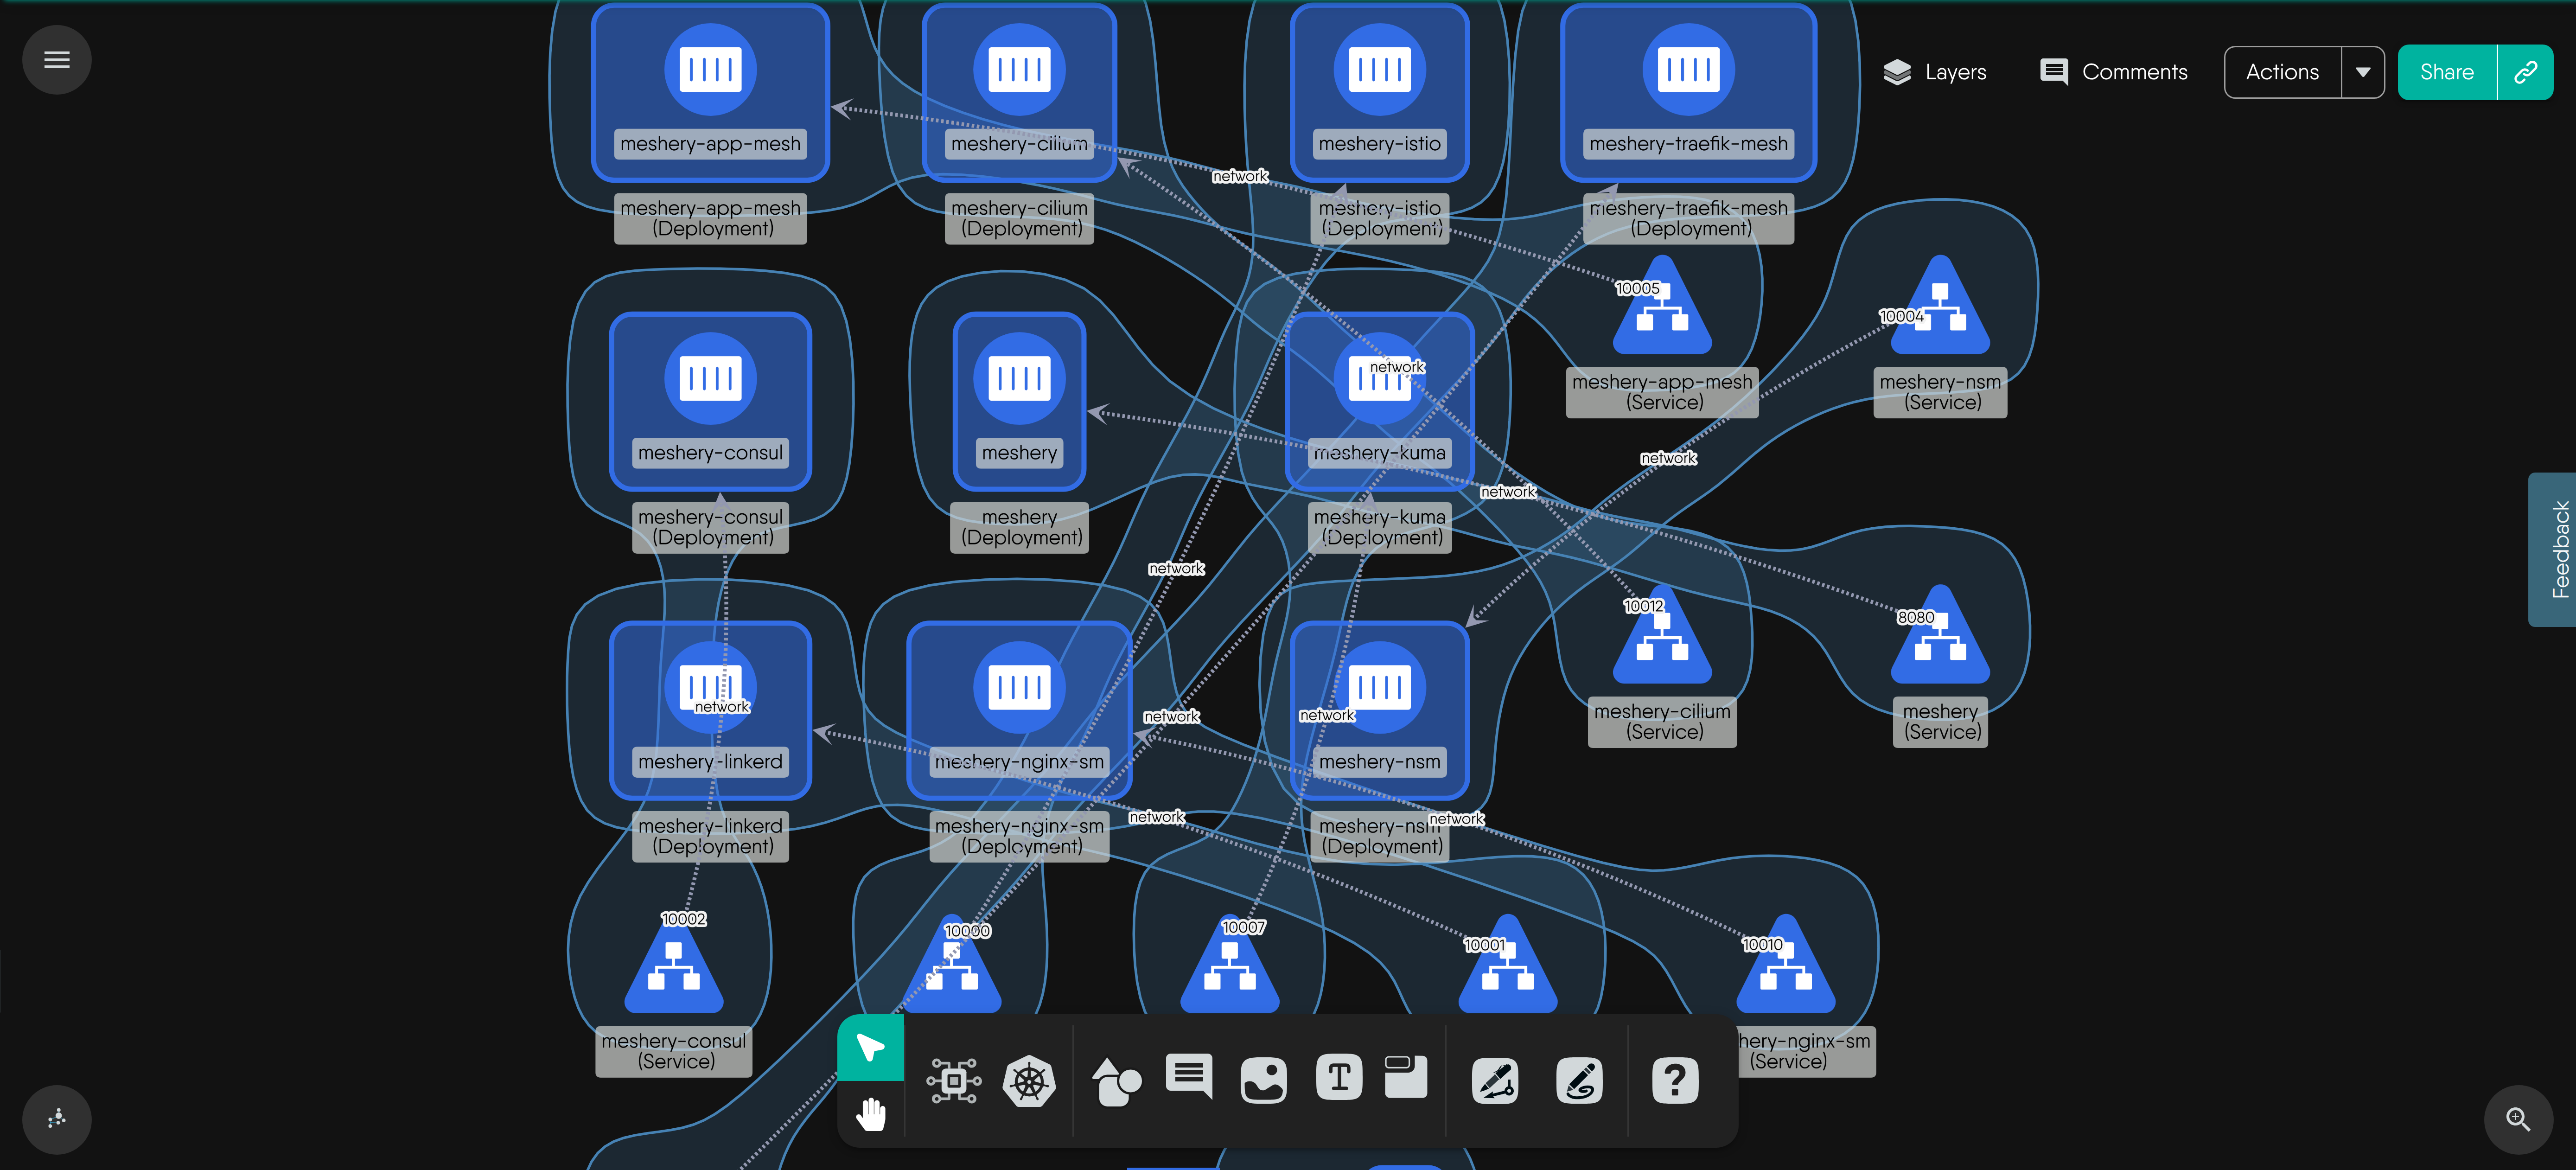 Layers
Comments
Actions
Share
meshery-app-mesh
meshery-cilium
meshery-istio
meshery-traefik-mesh
network
meshery-app-mesh
(Deployment)
meshery-cilium
(Deployment)
meshery-istio
(Deployment)
meshery-traefik-mesh
(Deployment)
10005
10004
network
meshery-app-mesh
(Service)
meshery-nsm
(Service)
meshery-consul
meshery
meshery-kuma
network
network
meshery-consul
(Deployment)
meshery
(Deployment)
meshery-kuma
(Deployment)
Feedback
network
10012
8080
network
network
network
meshery-cilium
(Service)
meshery
(Service)
meshery-linkerd
meshery-nginx-sm
meshery-nsm
network
network
meshery-linkerd
(Deployment)
meshery-nginx-sm
(Deployment)
meshery-nsm
(Deployment)
10002
10000
10007
10001
10010
meshery-consul
(Service)
hery-nginx-sm
(Service)